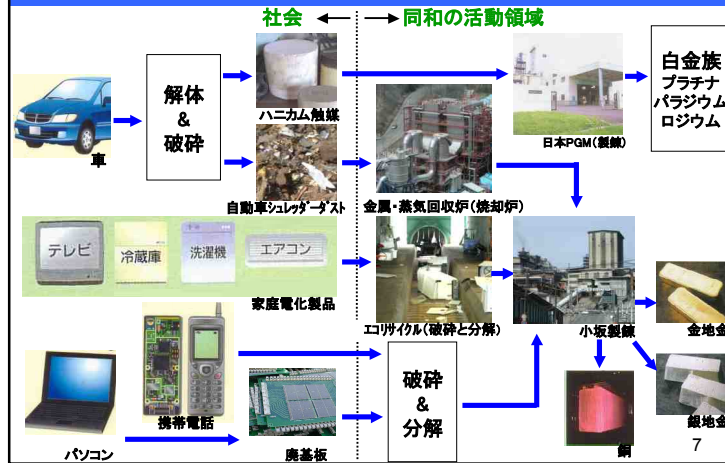 社会 ←→ 同和の活動領域
解体
&
破砕
車
ハニカム触媒
自動車シュレッダーダスト
日本PGM(製錬)
白金族
プラチナ
パラジウム
ロジウム
金属・蒸気回収炉(焼却炉)
テレビ
冷蔵庫
洗濯機
エアコン
家庭電化製品
エコリサイクル(破砕と分解)
小坂製錬
金地金
銀地金
銅
パソコン
携帯電話
廃基板
破砕
&
分解
7